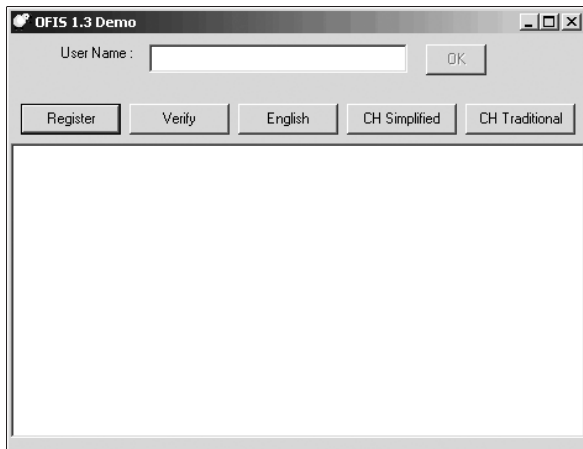 OFIS 1.3 Demo
User Name :
OK
Register Verify English CH Simplified CH Traditional